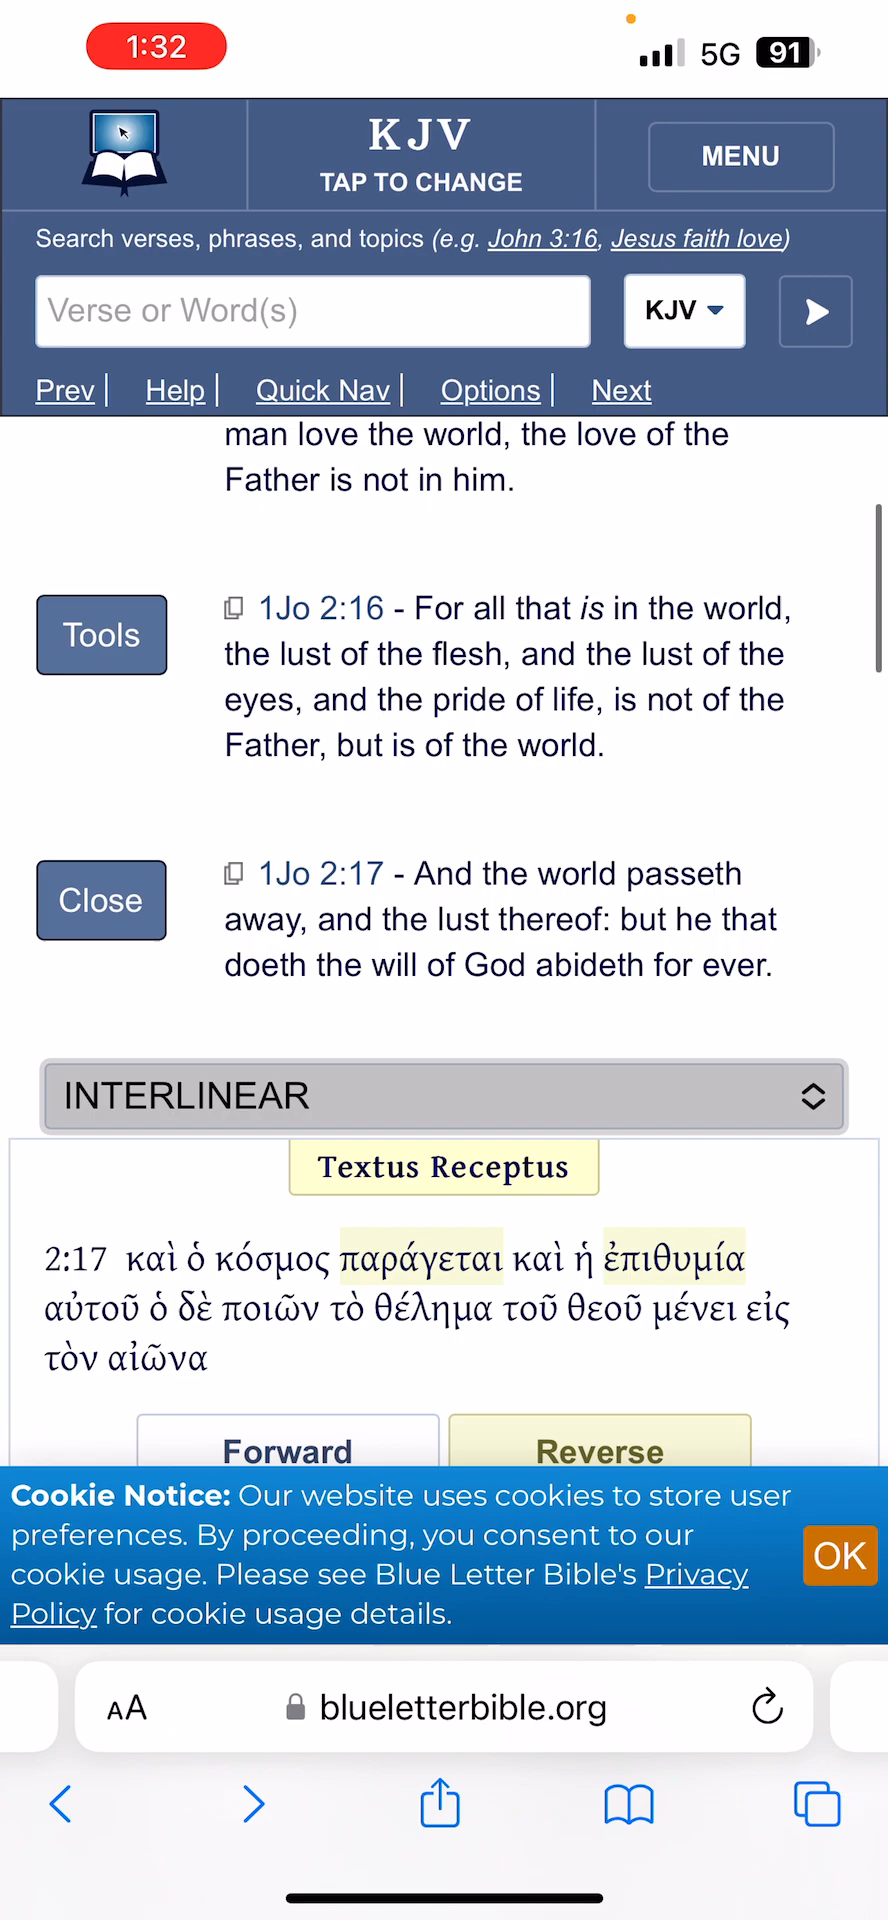 1:32
5G 91
KJV
TAP TO CHANGE
MENU
Search verses, phrases, and topics (e.g. John 3:16, Jesus faith love)
Verse or Word(s)
KJV
Prev | Help | Quick Nav | Options | Next
man love the world, the love of the
Father is not in him.
Tools
1Jo 2:16 - For all that is in the world,
the lust of the flesh, and the lust of the
eyes, and the pride of life, is not of the
Father, but is of the world.
Close
1Jo 2:17 - And the world passeth
away, and the lust thereof: but he that
doeth the will of God abideth for ever.
INTERLINEAR
Textus Receptus
2:17 καὶ ὁ κόσμος παράγεται καὶ ἡ ἐπιθυμία
αὐτοῦ ὁ δὲ ποιῶν τὸ θέλημα τοῦ θεοῦ μένει εἰς
τὸν αἰῶνα
Forward Reverse
Cookie Notice: Our website uses cookies to store user
preferences. By proceeding, you consent to our
cookie usage. Please see Blue Letter Bible's Privacy
Policy for cookie usage details.
OK
AA blueletterbible.org